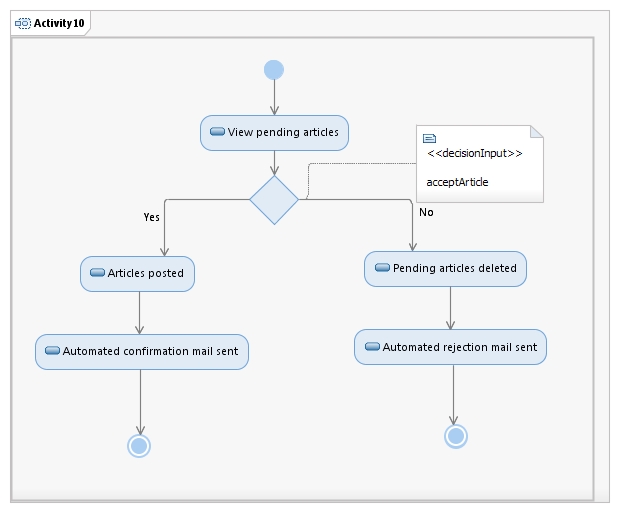 Activity10
View pending articles
<<decisionInput>>
acceptArticle
Yes
No
Articles posted
Pending articles deleted
Automated confirmation mail sent
Automated rejection mail sent